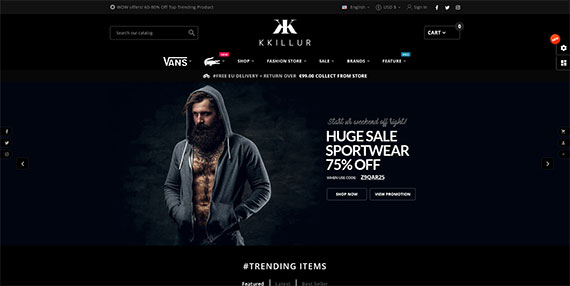 WOW offers! 40-80% Off Top Trending Product
English USD $ Sign in
Search our catalog
KKILLUR
CART 0
VANS SHOP FASHION STORE SALE BRANDS FEATURE
#FREE EU DELIVERY + RETURN OVER €99.00 COLLECT FROM STORE
Start ur weekend off right!
HUGE SALE
SPORTWEAR
75% OFF
WHEN USE CODE: Z9QAR25
SHOP NOW VIEW PROMOTION
#TRENDING ITEMS
Featured Latest Best Seller